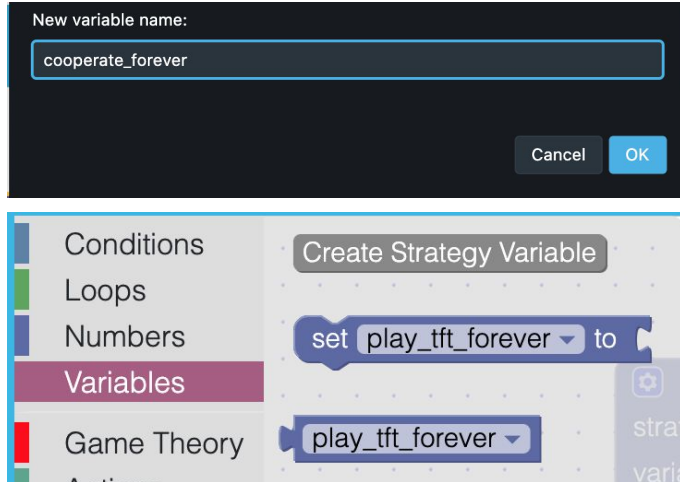 New variable name:
cooperate_forever
Cancel OK
Conditions
Create Strategy Variable
Loops
Numbers
set play_tft_forever to
Variables
Game Theory
play_tft_forever